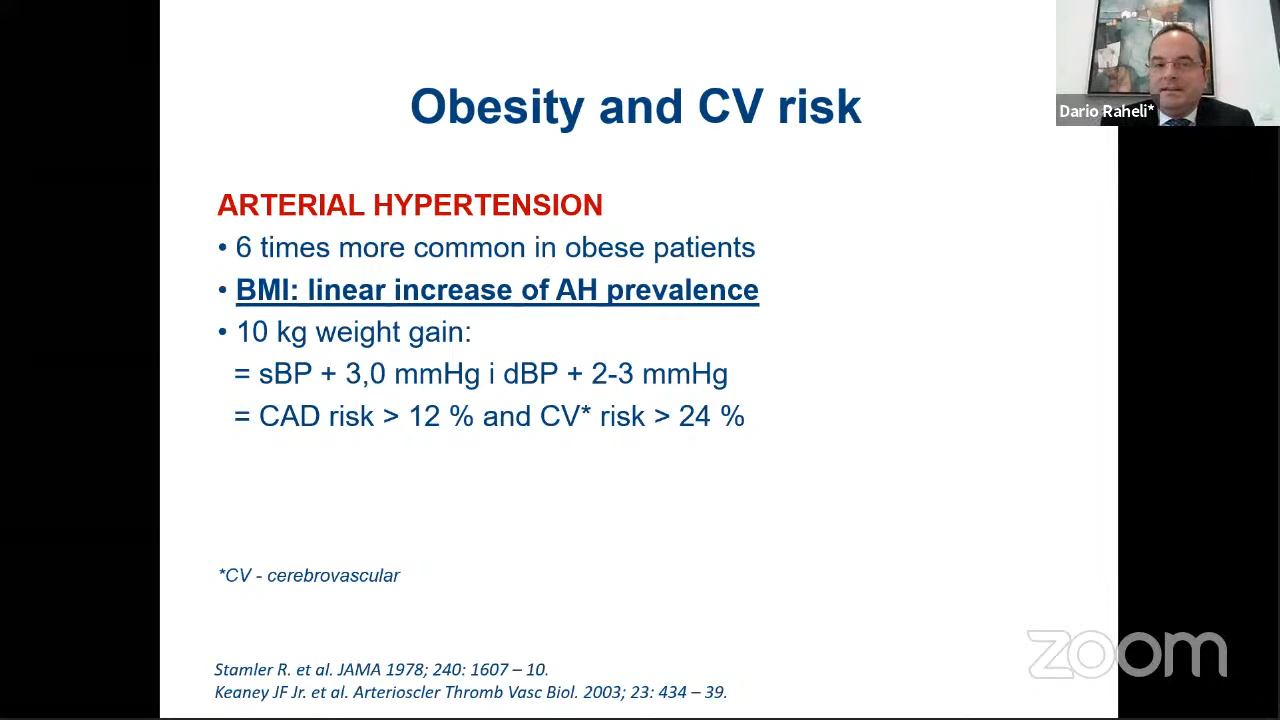 Obesity and CV risk
Dario Raheli*
ARTERIAL HYPERTENSION
• 6 times more common in obese patients
• BMI: linear increase of AH prevalence
• 10 kg weight gain:
= sBP + 3,0 mmHg i dBP + 2-3 mmHg
= CAD risk > 12 % and CV* risk > 24 %
*CV - cerebrovascular
Stamler R. et al. JAMA 1978; 240: 1607 – 10.
Keaney JF Jr. et al. Arterioscler Thromb Vasc Biol. 2003; 23: 434 – 39.
zoom